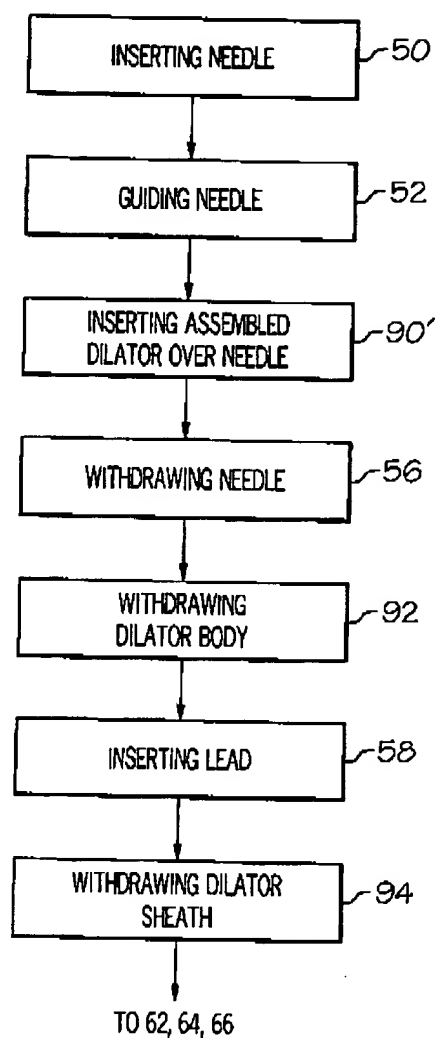 INSERTING NEEDLE
50
GUIDING NEEDLE
52
INSERTING ASSEMBLED
DILATOR OVER NEEDLE
90'
WITHDRAWING NEEDLE
56
WITHDRAWING
DILATOR BODY
92
INSERTING LEAD
58
WITHDRAWING DILATOR
SHEATH
94
TO 62, 64, 66